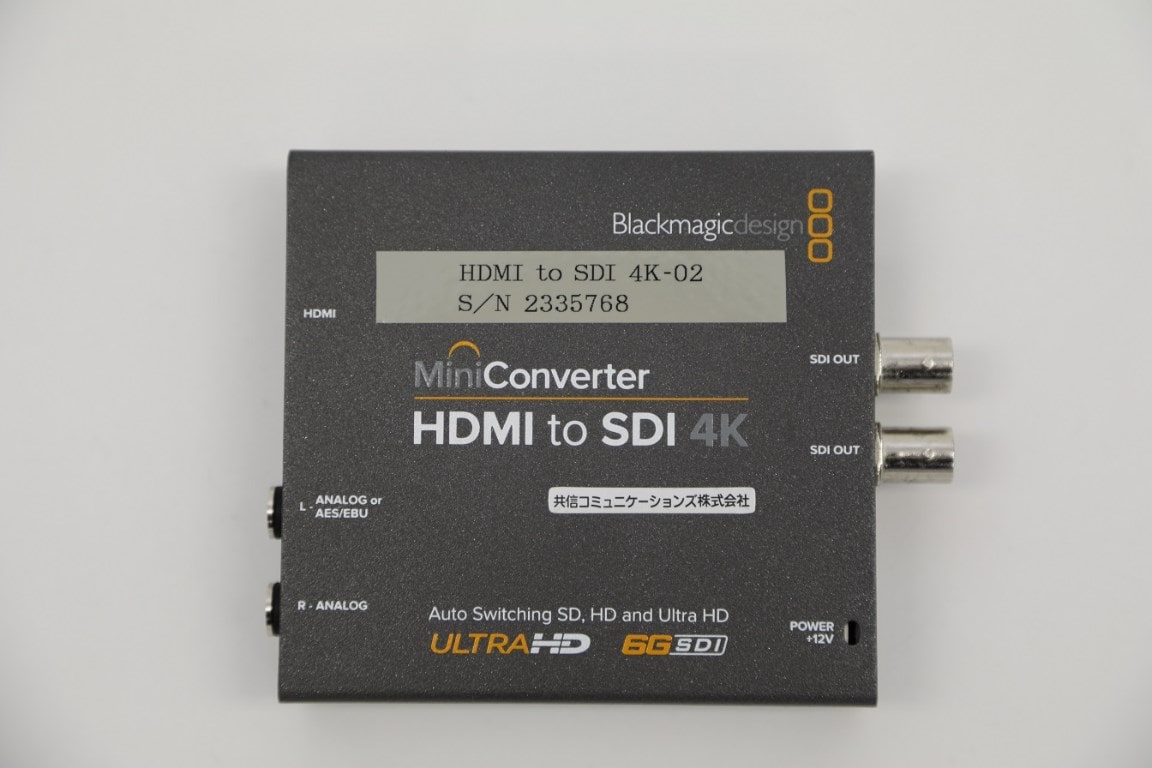 Blackmagicdesign
HDMI to SDI 4K-02
S/N 2335768
HDMI
SDI OUT
MiniConverter
HDMI to SDI 4K
SDI OUT
共信コミュニケーションズ株式会社
L - ANALOG or
AES/EBU
R - ANALOG
Auto Switching SD, HD and Ultra HD
ULTRAHD 6G SDI
POWER
+12V